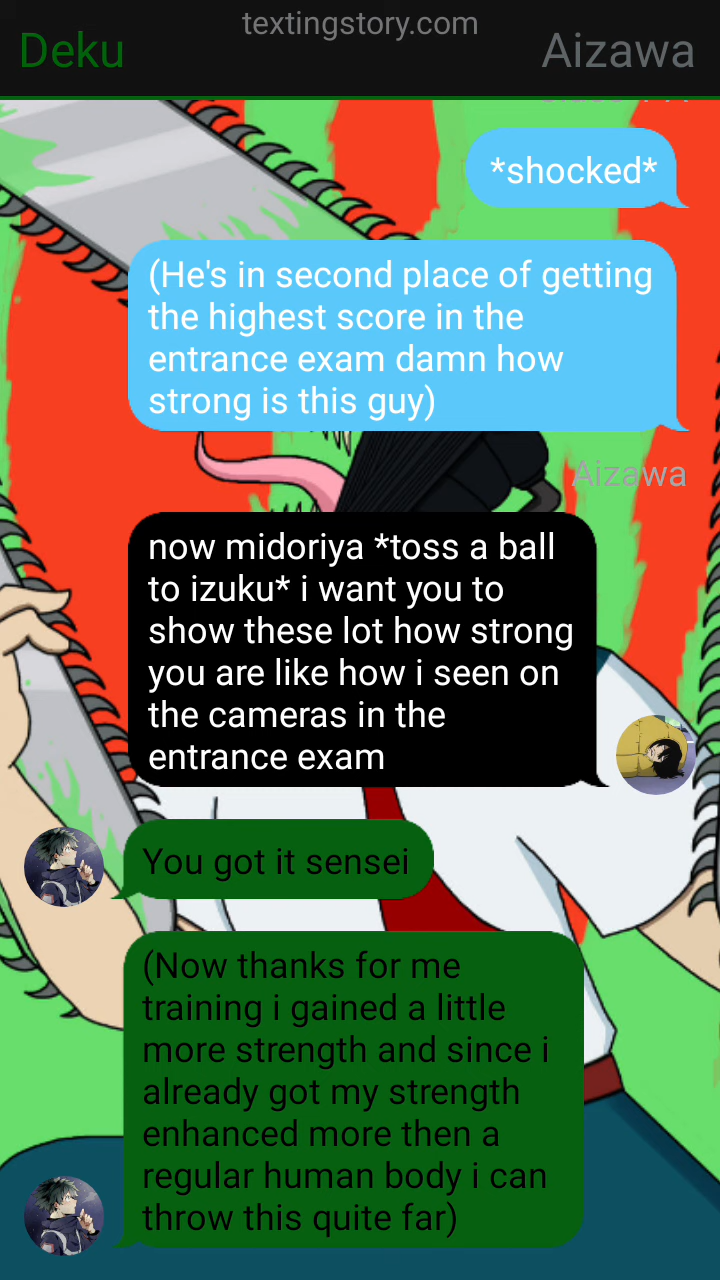 textingstory.com
Deku
Aizawa
*shocked*
(He's in second place of getting
the highest score in the
entrance exam damn how
strong is this guy)
Aizawa
now midoriya *toss a ball
to izuku* i want you to
show these lot how strong
you are like how i seen on
the cameras in the
entrance exam
You got it sensei
(Now thanks for me
training i gained a little
more strength and since i
already got my strength
enhanced more then a
regular human body i can
throw this quite far)